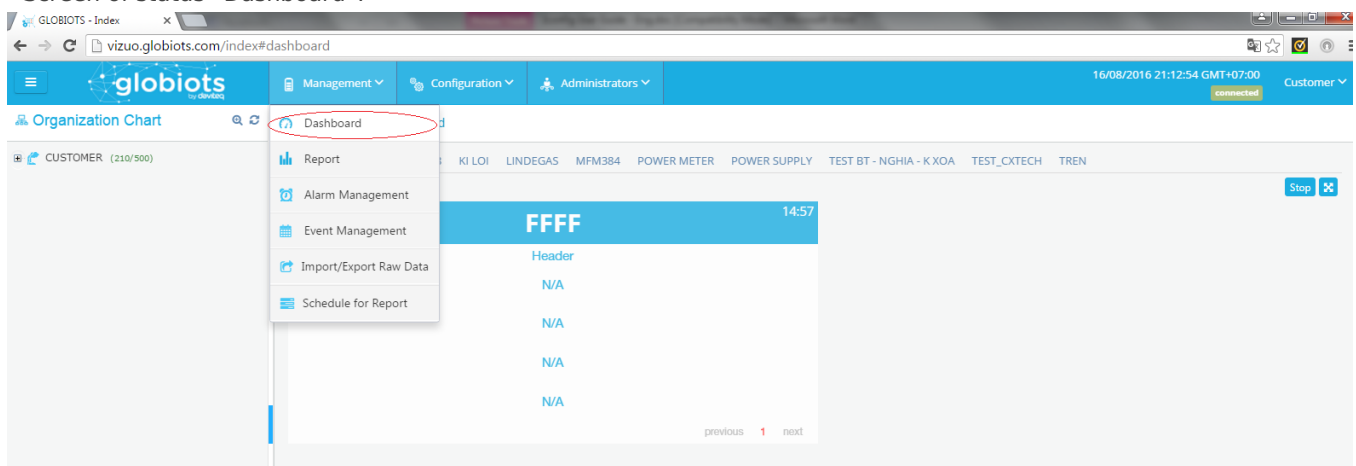 Screen of Status "Dashboard":
GLOBIOTS - Index
vizuo.globiots.com/index#dashboard
globiots
by devteq
Management
Configuration
Administrators
16/08/2016 21:12:54 GMT+07:00
connected
Customer
Organization Chart
Dashboard
d
CUSTOMER (210/500)
Report
KI LOI LINDEGAS MFM384 POWER METER POWER SUPPLY TEST BT - NGHIA - K XOA TEST_CXTECH TREN
Alarm Management
Stop
Event Management
FFFF
14:57
Import/Export Raw Data
Header
Schedule for Report
N/A
N/A
N/A
N/A
previous 1 next